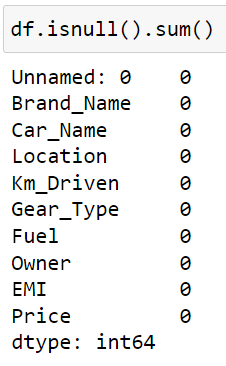 df.isnull().sum()
Unnamed: 0    0
Brand_Name    0
Car_Name      0
Location      0
Km_Driven     0
Gear_Type     0
Fuel          0
Owner         0
EMI           0
Price         0
dtype: int64